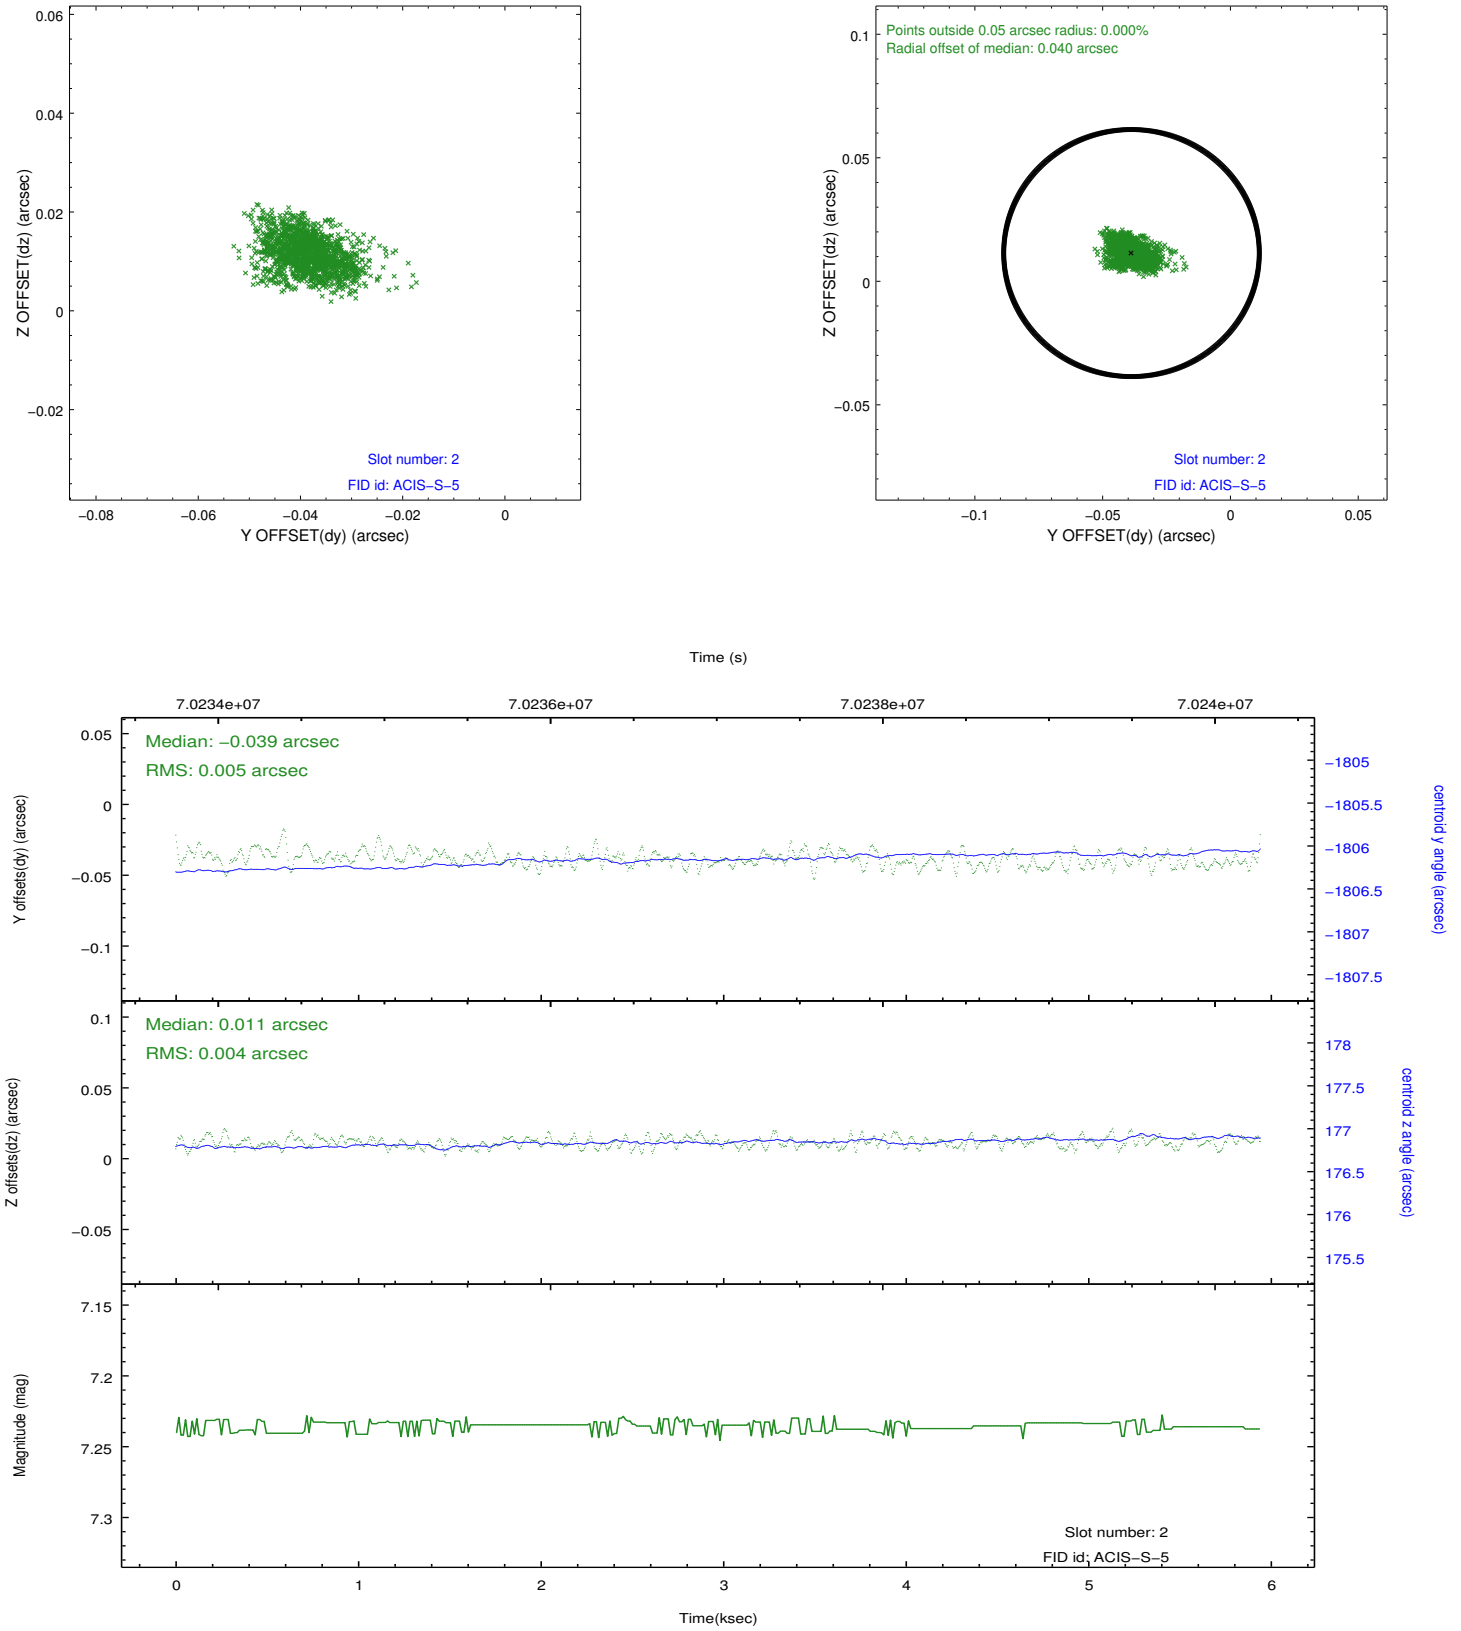 0.06
0.04
0.02
0
−0.02
Z OFFSET(dz) (arcsec)
Slot number: 2
FID id: ACIS−S−5
−0.08 −0.06 −0.04 −0.02 0
Y OFFSET(dy) (arcsec)
Points outside 0.05 arcsec radius: 0.000%
Radial offset of median: 0.040 arcsec
0.1
0.05
0
−0.05
Z OFFSET(dz) (arcsec)
Slot number: 2
FID id: ACIS−S−5
−0.1 −0.05 0 0.05
Y OFFSET(dy) (arcsec)
Time (s)
7.0234e+07 7.0236e+07 7.0238e+07 7.024e+07
Median: −0.039 arcsec
RMS: 0.005 arcsec
0.05
0
−0.05
−0.1
Y offsets(dy) (arcsec)
−1805
−1805.5
−1806
−1806.5
−1807
−1807.5
centroid y angle (arcsec)
Median: 0.011 arcsec
RMS: 0.004 arcsec
0.1
0.05
0
−0.05
Z offsets(dz) (arcsec)
178
177.5
177
176.5
176
175.5
centroid z angle (arcsec)
7.15
7.2
7.25
7.3
Magnitude (mag)
Slot number: 2
FID id: ACIS−S−5
0 1 2 3 4 5 6
Time(ksec)